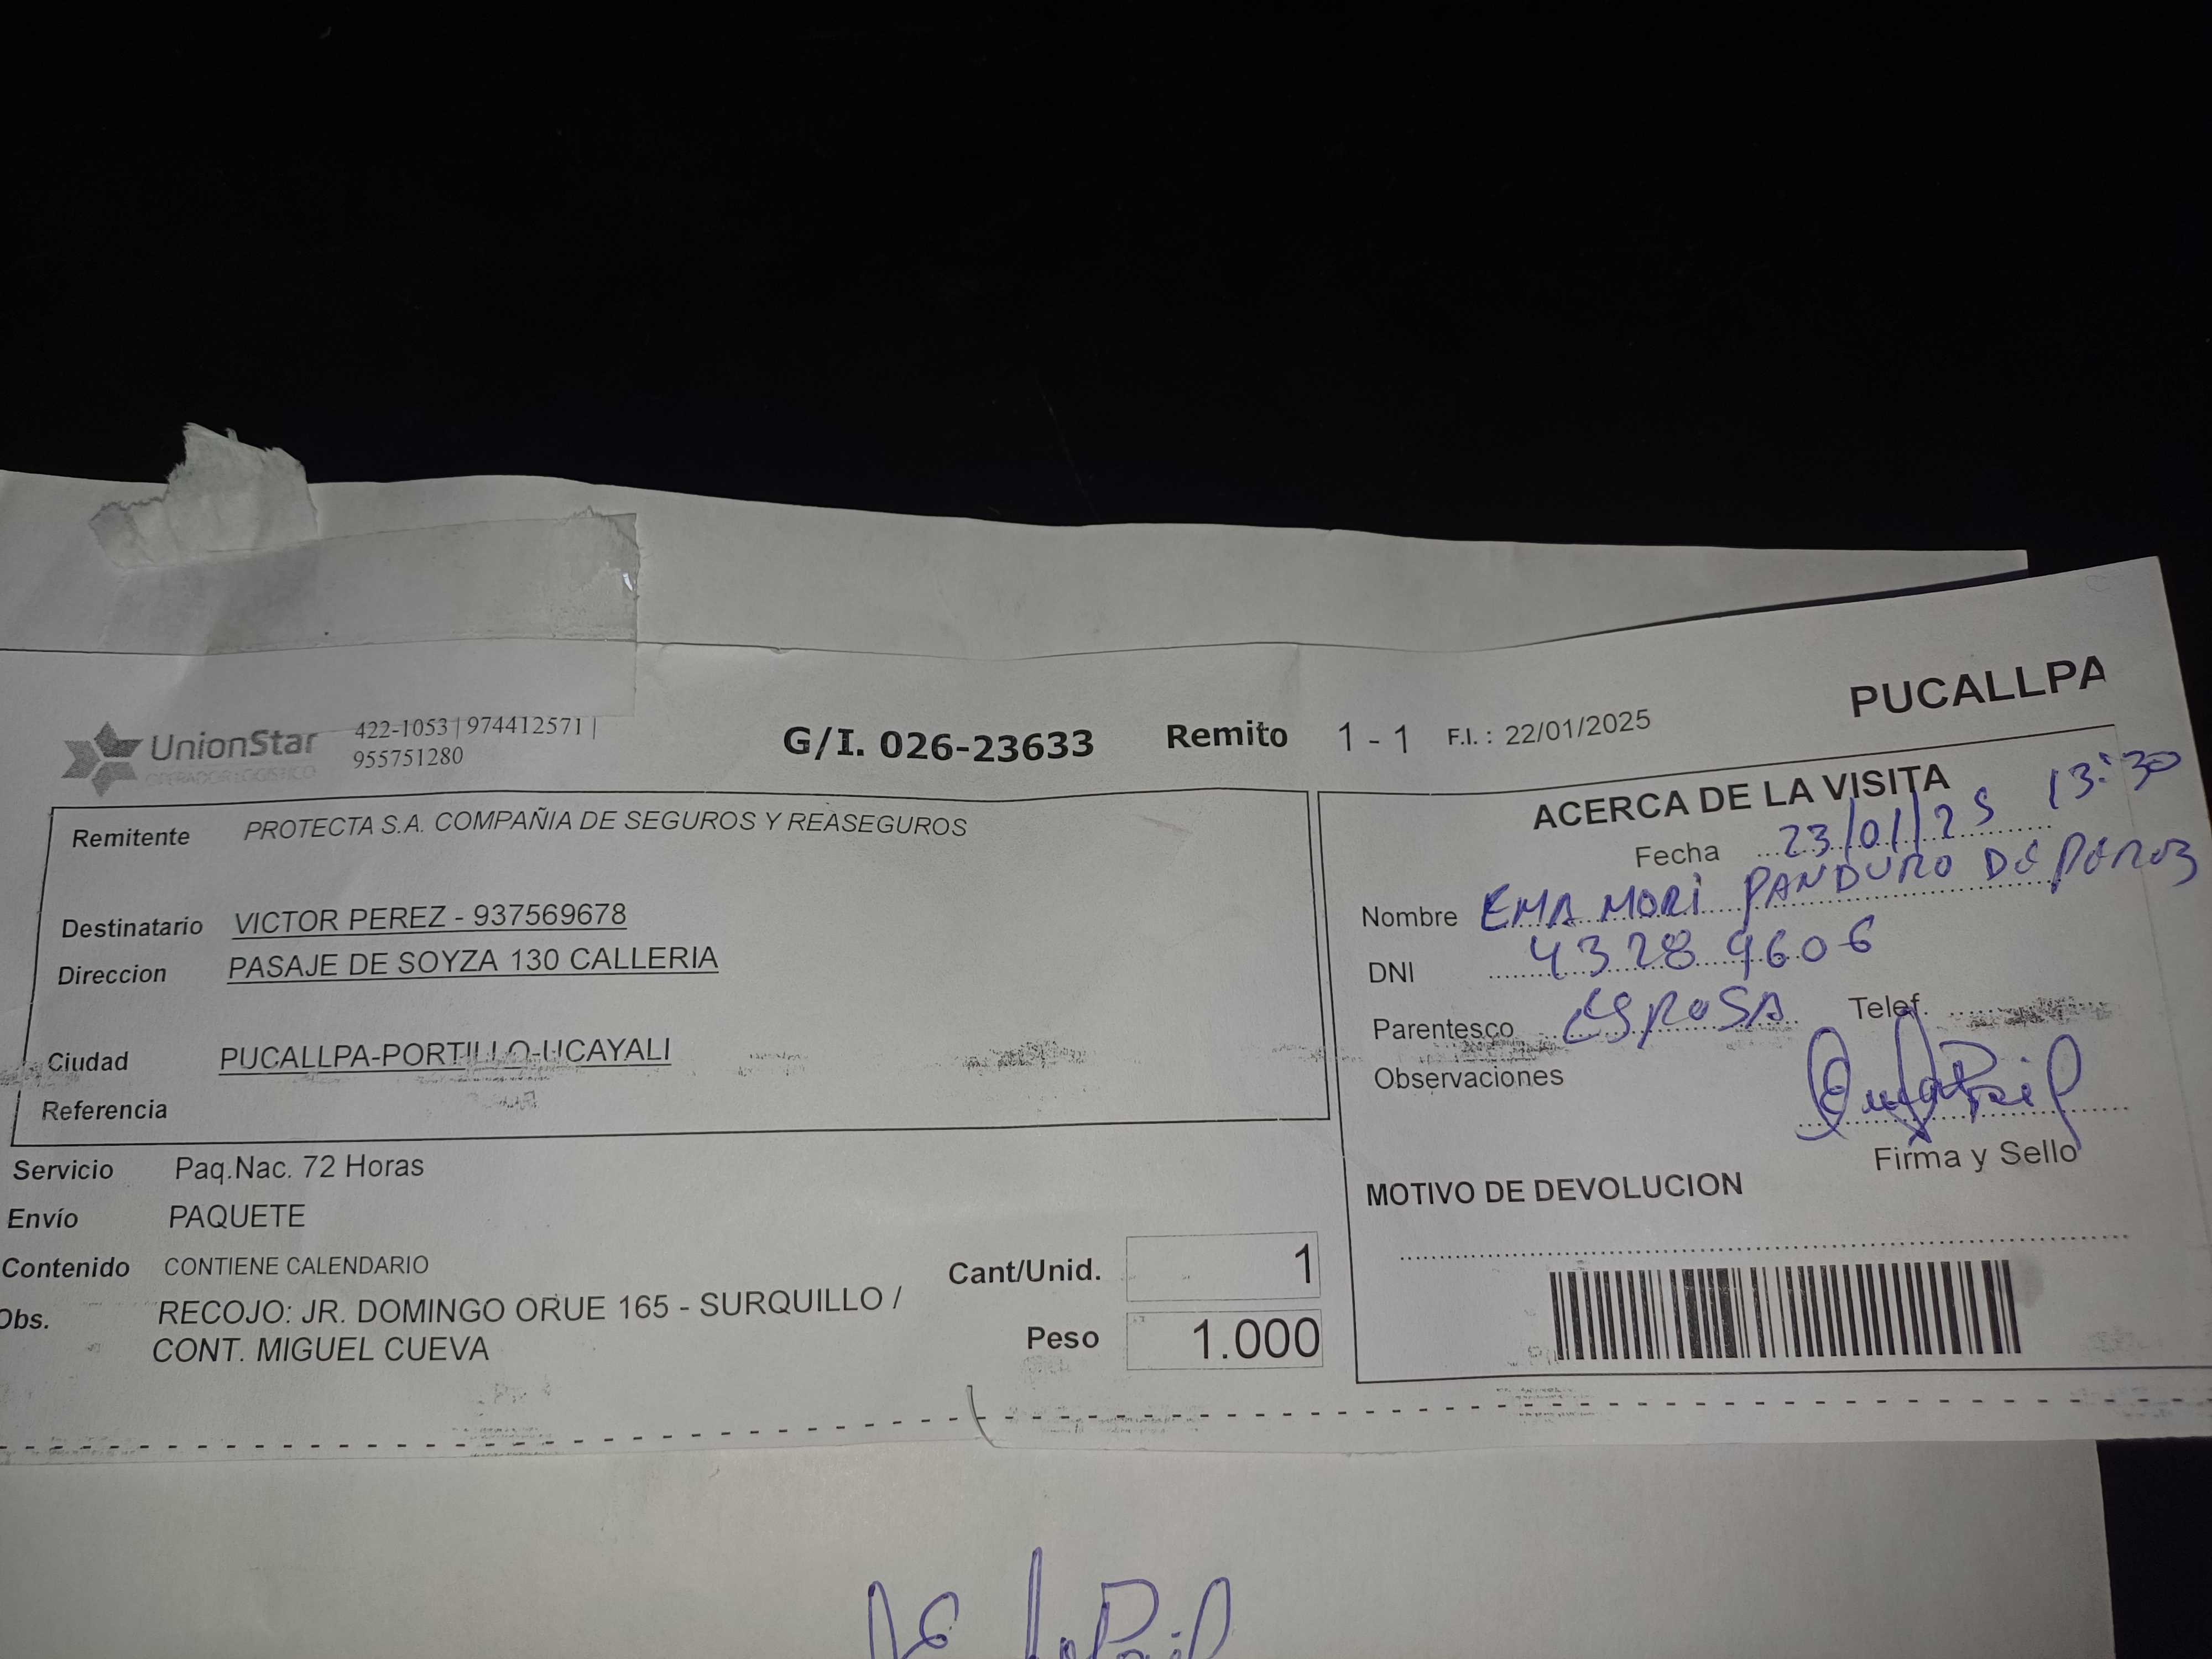 UnionStar
OPERADOR LOGISTICO
422-1053 | 974412571 |
955751280
G/I. 026-23633
Remito 1 - 1
F.I. : 22/01/2025
PUCALLPA
Remitente PROTECTA S.A. COMPAÑIA DE SEGUROS Y REASEGUROS
Destinatario VICTOR PEREZ - 937569678
Direccion PASAJE DE SOYZA 130 CALLERIA
Ciudad PUCALLPA-PORTILLO-UCAYALI
Referencia
Servicio Paq.Nac. 72 Horas
Envío PAQUETE
Contenido CONTIENE CALENDARIO
Obs. RECOJO: JR. DOMINGO ORUE 165 - SURQUILLO /
CONT. MIGUEL CUEVA
Cant/Unid. 1
Peso 1.000
ACERCA DE LA VISITA
Fecha 23/01/25 13:30
Nombre EMA MORI PANDURO DE PEREZ
DNI 43289606
Parentesco ESPOSA Telef.
Observaciones
Firma y Sello
MOTIVO DE DEVOLUCION